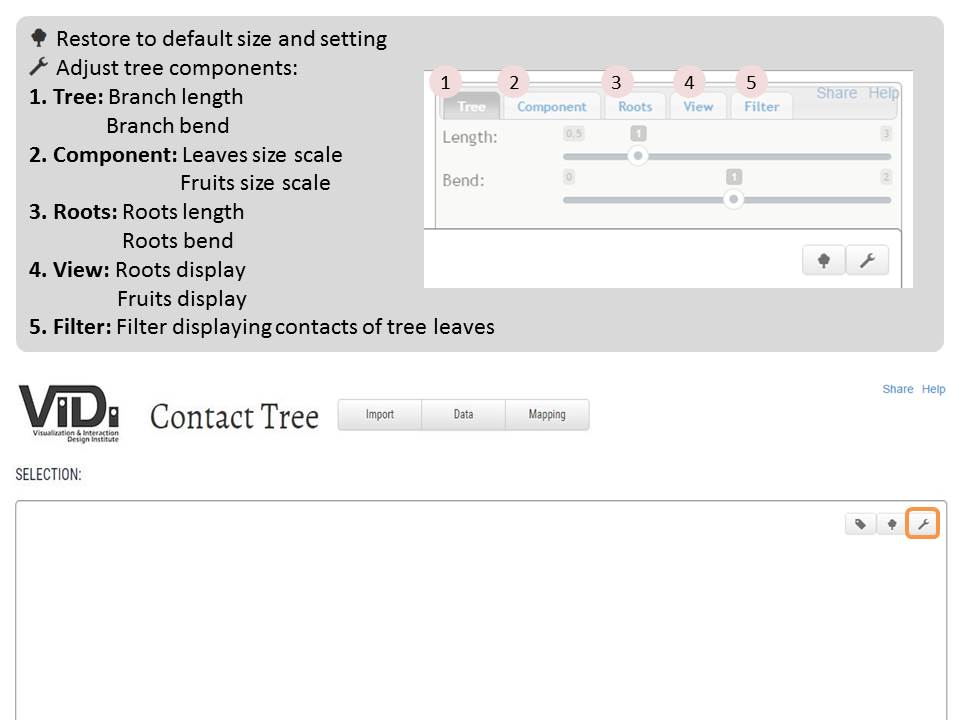 Restore to default size and setting
Adjust tree components:
1. Tree: Branch length
Branch bend
2. Component: Leaves size scale
Fruits size scale
3. Roots: Roots length
Roots bend
4. View: Roots display
Fruits display
5. Filter: Filter displaying contacts of tree leaves
1 2 3 4 5
Share Help
Tree Component Roots View Filter
Length: 0.5 1 3
Bend: 0 1 2
Share Help
ViDi
Visualization & Interaction
Design Institute
Contact Tree
Import Data Mapping
SELECTION: